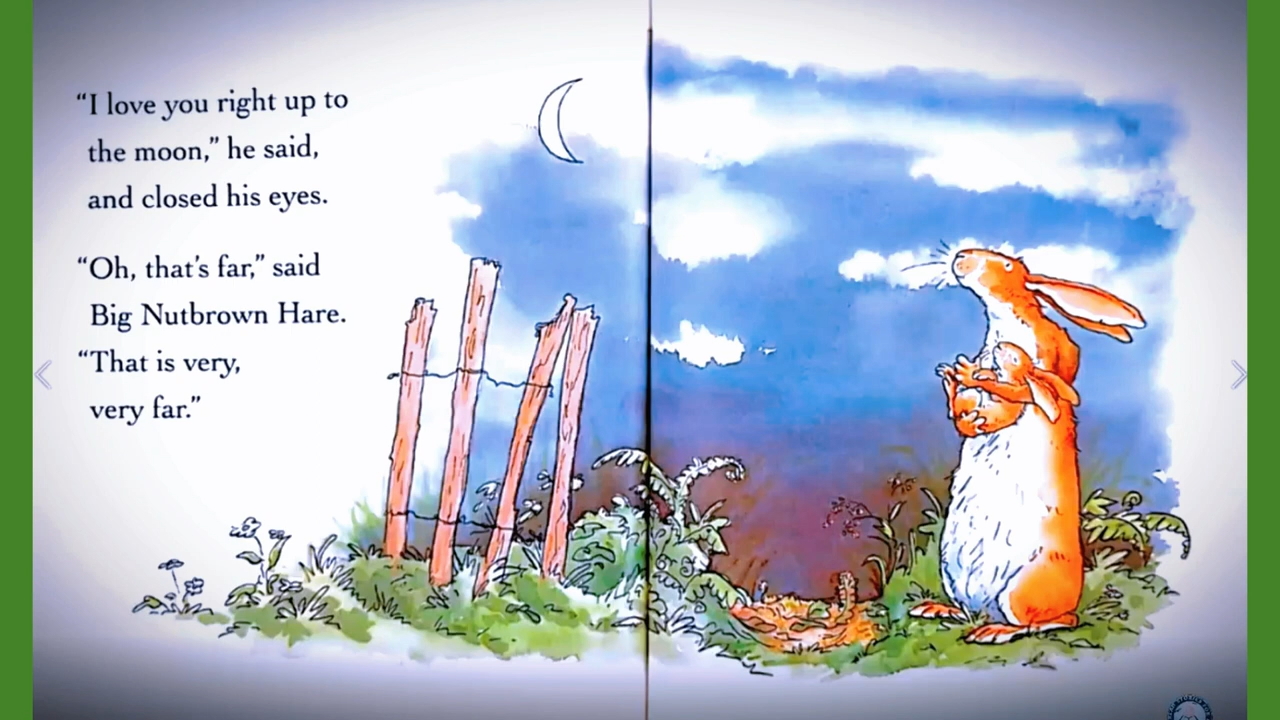 “I love you right up to
the moon,” he said,
and closed his eyes.
“Oh, that’s far,” said
Big Nutbrown Hare.
“That is very,
very far.”